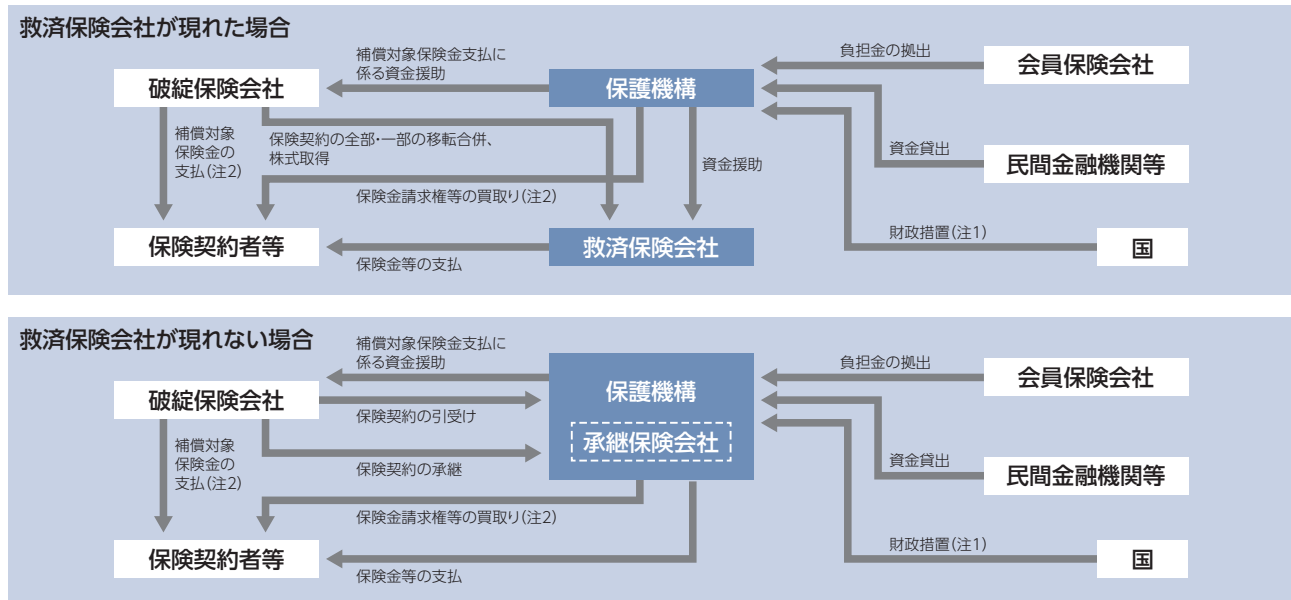 救済保険会社が現れた場合
補償対象保険金支払に
係る資金援助
負担金の拠出
会員保険会社
破綻保険会社
保護機構
補償対象
保険金の
支払(注2)
保険契約の全部・一部の移転合併、
株式取得
資金援助
資金貸出
民間金融機関等
保険金請求権等の買取り(注2)
保険契約者等
救済保険会社
財政措置(注1)
国
保険金等の支払
救済保険会社が現れない場合
補償対象保険金支払に
係る資金援助
負担金の拠出
会員保険会社
破綻保険会社
保護機構
保険契約の引受け
承継保険会社
補償対象
保険金の
支払(注2)
保険契約の承継
資金貸出
民間金融機関等
保険金請求権等の買取り(注2)
保険契約者等
財政措置(注1)
国
保険金等の支払